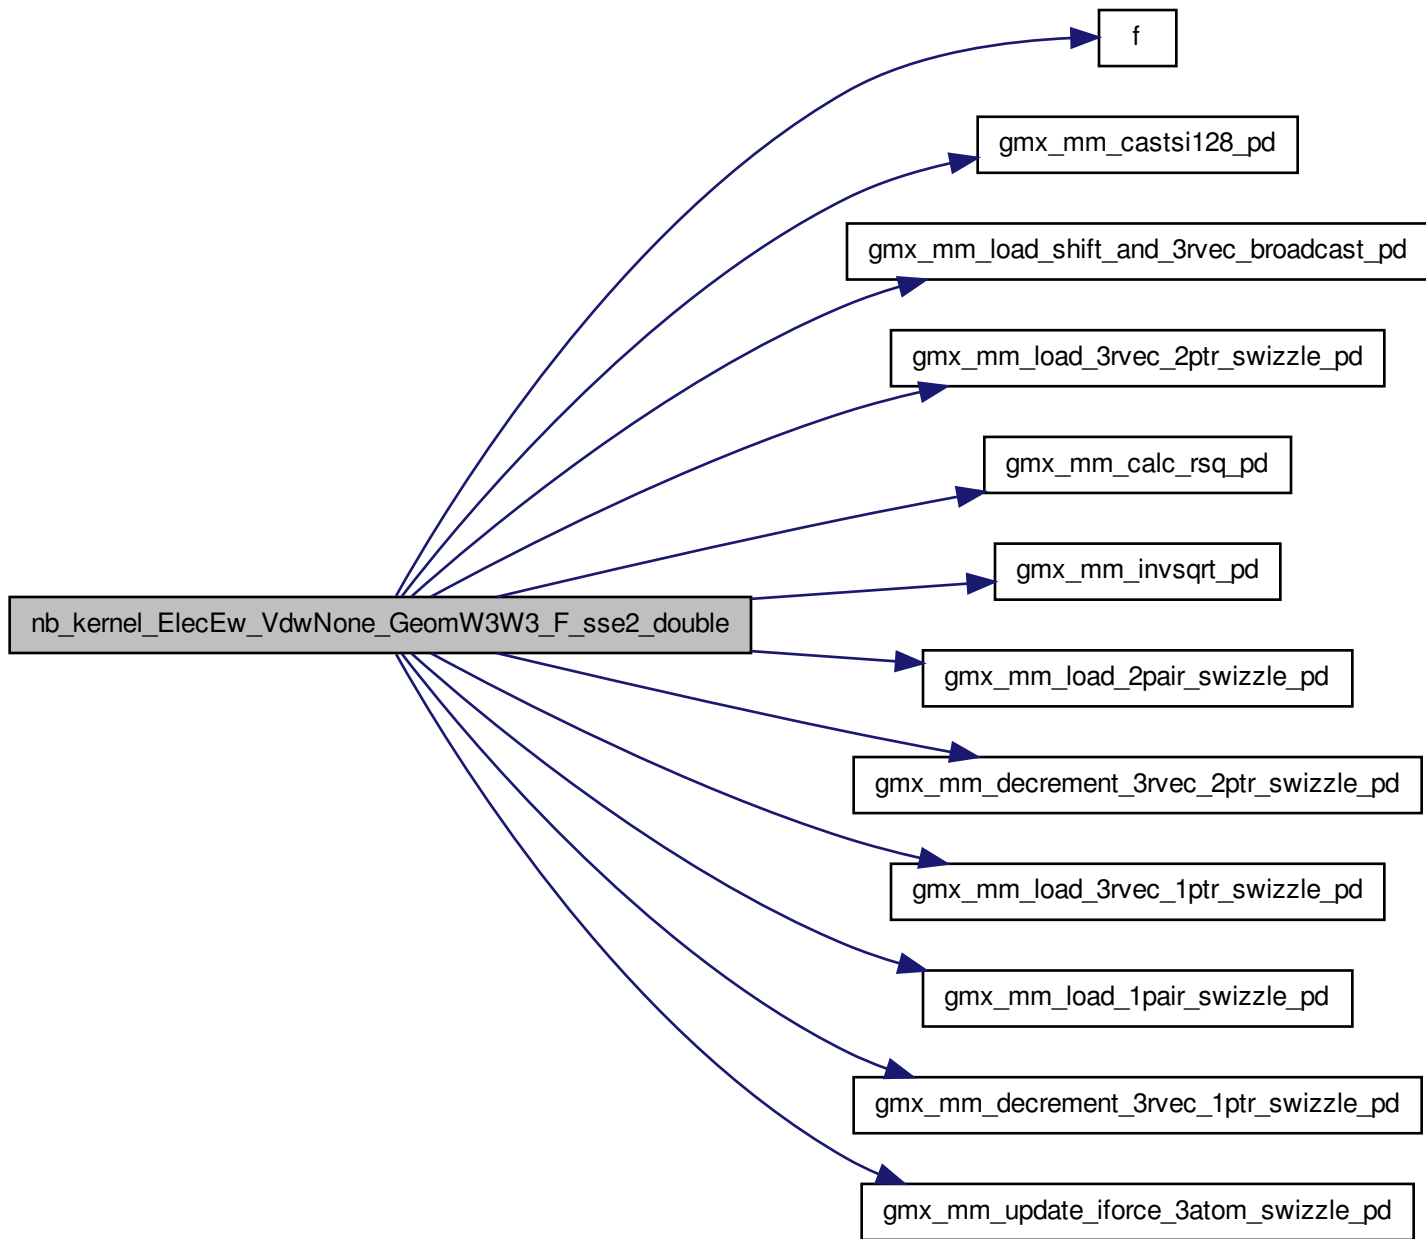 f
gmx_mm_castsi128_pd
gmx_mm_load_shift_and_3rvec_broadcast_pd
gmx_mm_load_3rvec_2ptr_swizzle_pd
gmx_mm_calc_rsq_pd
gmx_mm_invsqrt_pd
nb_kernel_ElecEw_VdwNone_GeomW3W3_F_sse2_double
gmx_mm_load_2pair_swizzle_pd
gmx_mm_decrement_3rvec_2ptr_swizzle_pd
gmx_mm_load_3rvec_1ptr_swizzle_pd
gmx_mm_load_1pair_swizzle_pd
gmx_mm_decrement_3rvec_1ptr_swizzle_pd
gmx_mm_update_iforce_3atom_swizzle_pd